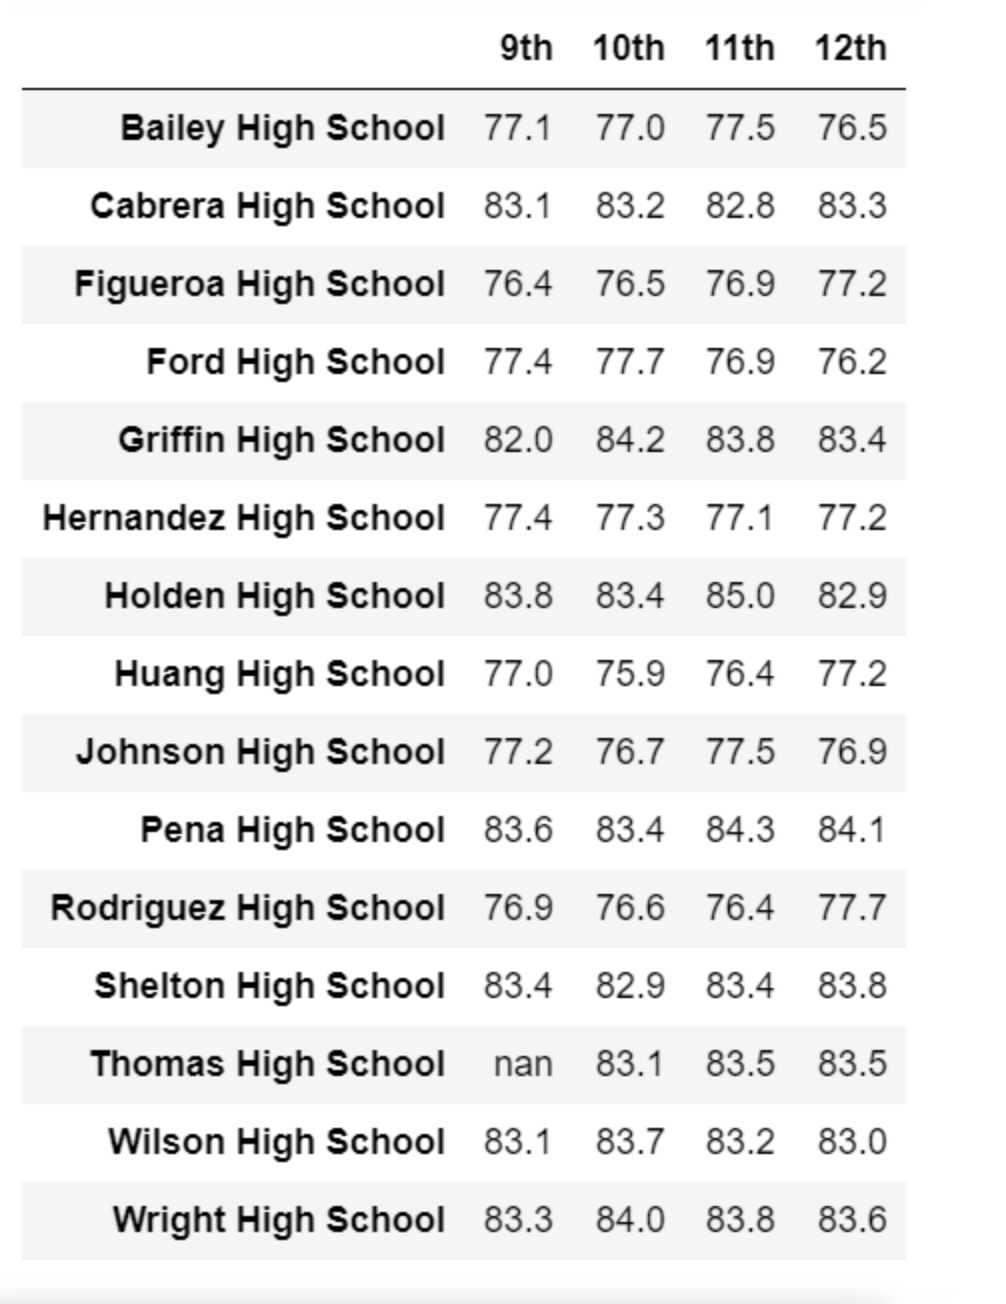 9th 10th 11th 12th
Bailey High School 77.1 77.0 77.5 76.5
Cabrera High School 83.1 83.2 82.8 83.3
Figueroa High School 76.4 76.5 76.9 77.2
Ford High School 77.4 77.7 76.9 76.2
Griffin High School 82.0 84.2 83.8 83.4
Hernandez High School 77.4 77.3 77.1 77.2
Holden High School 83.8 83.4 85.0 82.9
Huang High School 77.0 75.9 76.4 77.2
Johnson High School 77.2 76.7 77.5 76.9
Pena High School 83.6 83.4 84.3 84.1
Rodriguez High School 76.9 76.6 76.4 77.7
Shelton High School 83.4 82.9 83.4 83.8
Thomas High School nan 83.1 83.5 83.5
Wilson High School 83.1 83.7 83.2 83.0
Wright High School 83.3 84.0 83.8 83.6